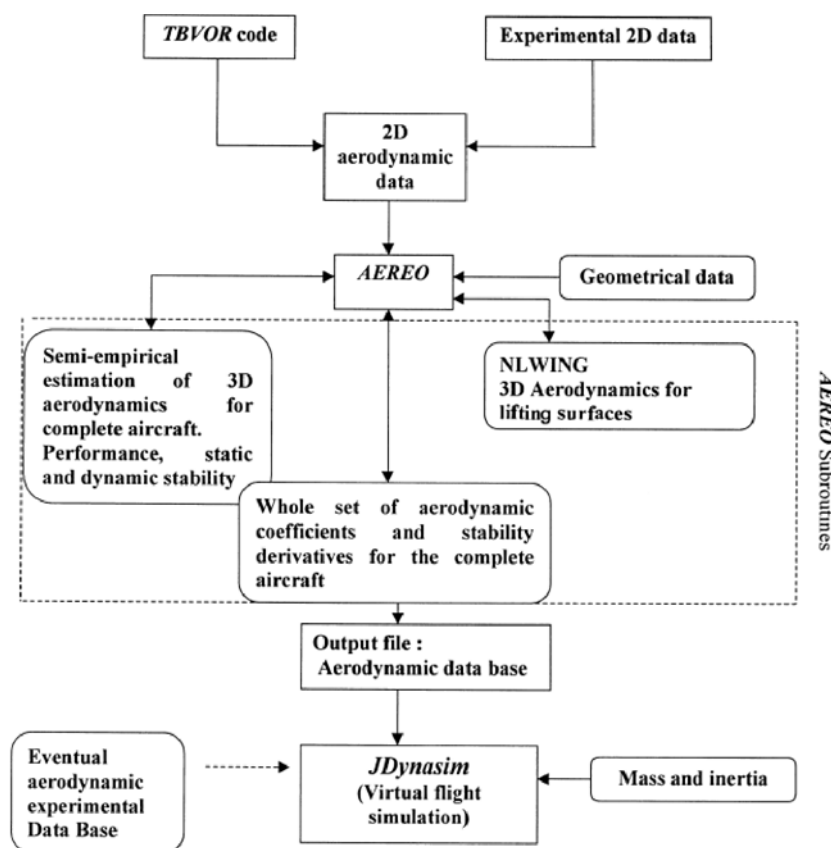 TBVOR code
Experimental 2D data
2D
aerodynamic
data
AEREO
Geometrical data
Semi-empirical
estimation of 3D
aerodynamics for
complete aircraft.
Performance, static
and dynamic stability
NLWING
3D Aerodynamics for
lifting surfaces
AEREO Subroutines
Whole set of aerodynamic
coefficients and stability
derivatives for the complete
aircraft
Output file :
Aerodynamic data base
Eventual
aerodynamic
experimental
Data Base
JDynasim
(Virtual flight
simulation)
Mass and inertia